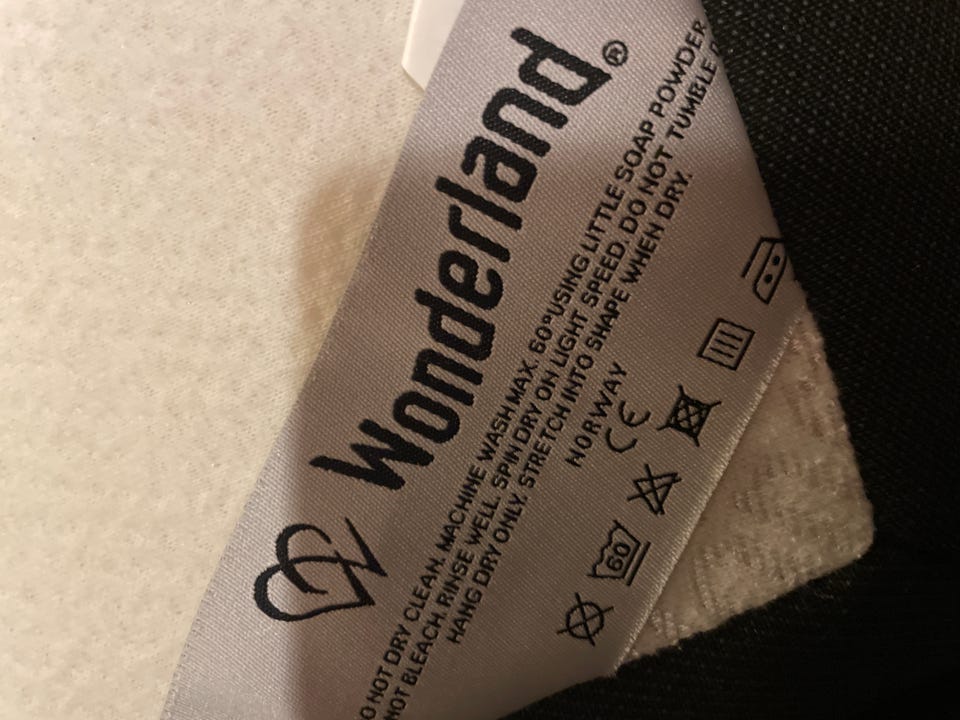 Wonderland®
O NOT DRY CLEAN. MACHINE WASH MAX. 60° USING LITTLE SOAP POWDER
NOT BLEACH. RINSE WELL. SPIN DRY ON LIGHT SPEED. DO NOT TUMBLE
HANG DRY ONLY. STRETCH INTO SHAPE WHEN DRY.
NORWAY
CE
60